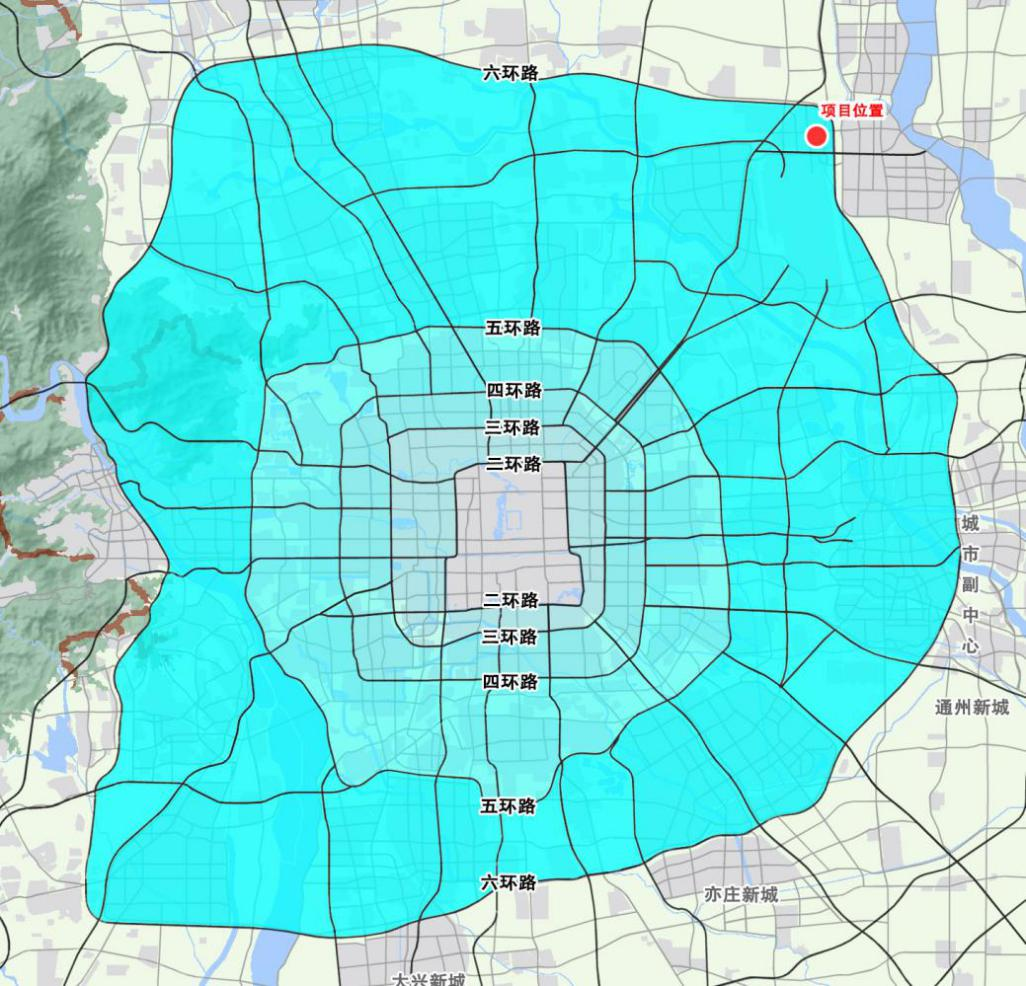 六环路
项目位置
五环路
四环路
三环路
二环路
城市副中心
二环路
三环路
四环路
通州新城
五环路
六环路
亦庄新城
大兴新城